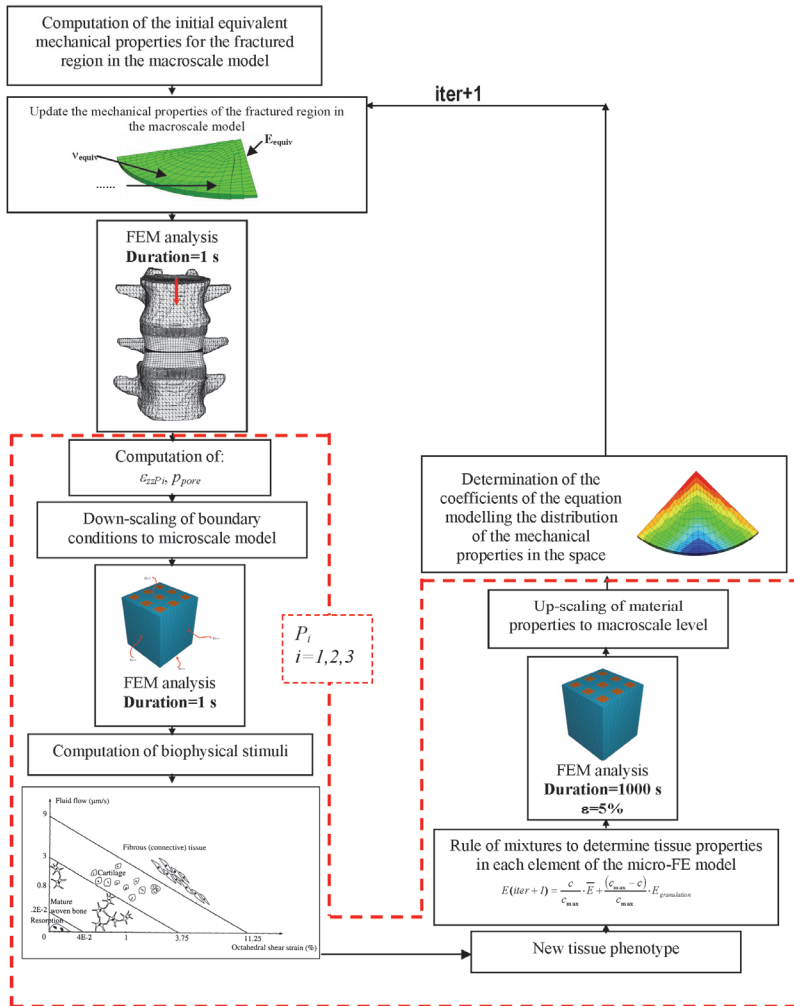 Computation of the initial equivalent
mechanical properties for the fractured
region in the macroscale model
Update the mechanical properties of the fractured region in
the macroscale model
νequiv
Eequiv
......
iter+1
FEM analysis
Duration=1 s
Computation of:
εzzPi, ppore
Down-scaling of boundary
conditions to microscale model
FEM analysis
Duration=1 s
Pi
i=1,2,3
Computation of biophysical stimuli
Fluid flow (μm/s)
9
Fibrous (connective) tissue
3
Cartilage
0.8
Mature
woven bone
.2E-2
Resorption
0
4E-2
1
3.75
11.25
Octahedral shear strain (%)
Determination of the
coefficients of the equation
modelling the distribution
of the mechanical
properties in the space
Up-scaling of material
properties to macroscale level
FEM analysis
Duration=1000 s
ε=5%
Rule of mixtures to determine tissue properties
in each element of the micro-FE model
E(iter+1) = c/cmax · E̅ + (cmax − c)/cmax · Egranulation
New tissue phenotype